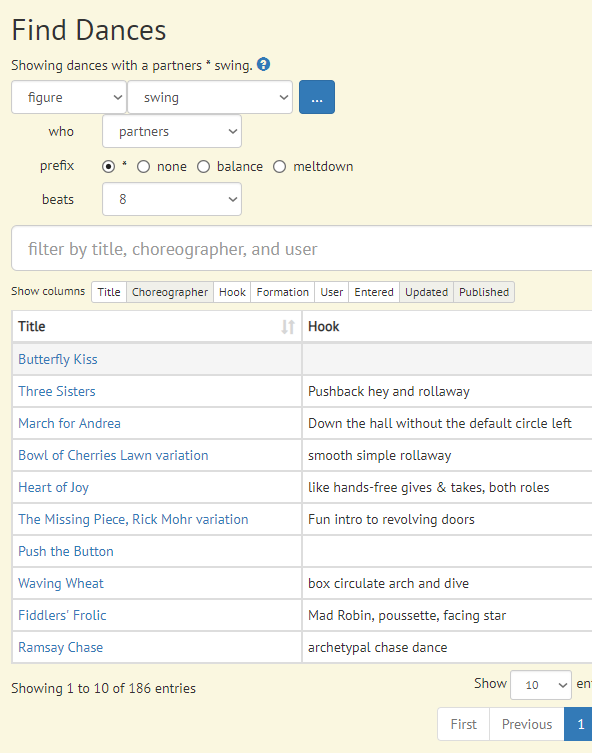 Find Dances
Showing dances with a partners * swing. ?
figure swing ...
who partners
prefix * none balance meltdown
beats 8
filter by title, choreographer, and user
Show columns Title Choreographer Hook Formation User Entered Updated Published
Title Hook
Butterfly Kiss
Three Sisters Pushback hey and rollaway
March for Andrea Down the hall without the default circle left
Bowl of Cherries Lawn variation smooth simple rollaway
Heart of Joy like hands-free gives & takes, both roles
The Missing Piece, Rick Mohr variation Fun intro to revolving doors
Push the Button
Waving Wheat box circulate arch and dive
Fiddlers' Frolic Mad Robin, poussette, facing star
Ramsay Chase archetypal chase dance
Showing 1 to 10 of 186 entries Show 10 en
First Previous 1